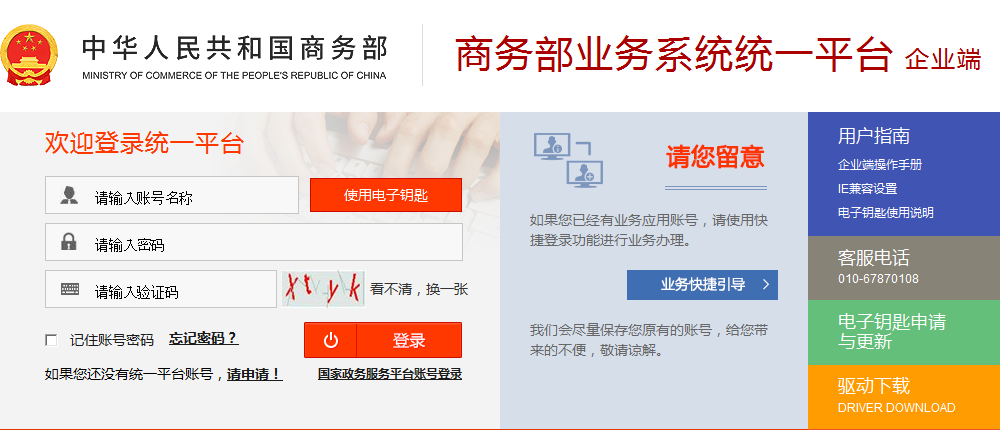 中华人民共和国商务部
MINISTRY OF COMMERCE OF THE PEOPLE'S REPUBLIC OF CHINA
商务部业务系统统一平台 企业端
欢迎登录统一平台
请输入账号名称
使用电子钥匙
请输入密码
请输入验证码
看不清，换一张
记住账号密码
忘记密码？
登录
如果您还没有统一平台账号，请申请！
国家政务服务平台账号登录
请您留意
如果您已经有业务应用账号，请使用快
捷登录功能进行业务办理。
业务快捷引导
我们会尽量保存您原有的账号，给您带
来的不便，敬请谅解。
用户指南
企业端操作手册
IE兼容设置
电子钥匙使用说明
客服电话
010-67870108
电子钥匙申请
与更新
驱动下载
DRIVER DOWNLOAD